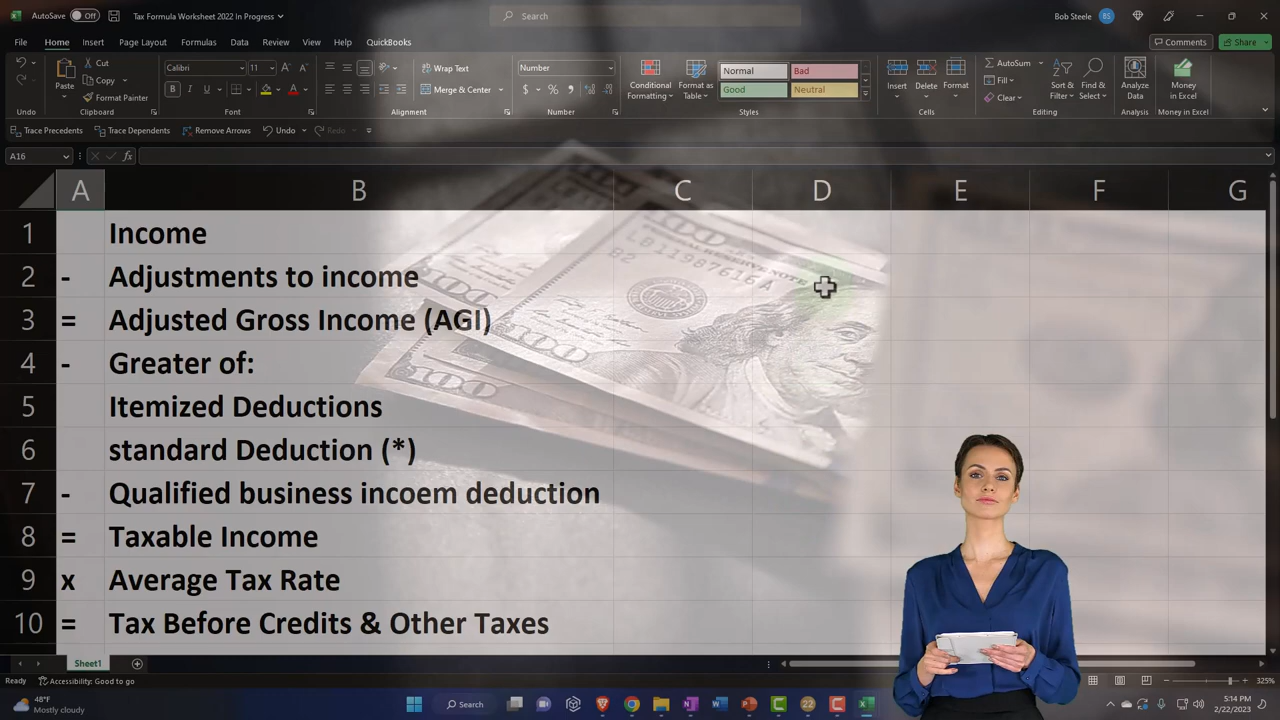 AutoSave Off Tax Formula Worksheet 2022 In Progress Search Bob Steele BS
File Home Insert Page Layout Formulas Data Review View Help QuickBooks Comments Share
Cut Calibri 11 Wrap Text Number Normal Bad AutoSum
Copy Fill
Paste Format Painter B I U Merge & Center $ % Conditional Formatting Format as Table Good Neutral Insert Delete Format Clear Sort & Filter Find & Select Analyze Data Money in Excel
Undo Clipboard Font Alignment Number Styles Cells Editing Analysis Money in Excel
Trace Precedents Trace Dependents Remove Arrows Undo Redo
A16 fx
A B C D E F G
1 Income
2 - Adjustments to income
3 = Adjusted Gross Income (AGI)
4 - Greater of:
5 Itemized Deductions
6 standard Deduction (*)
7 - Qualified business incoem deduction
8 = Taxable Income
9 x Average Tax Rate
10 = Tax Before Credits & Other Taxes
Sheet1
Ready Accessibility: Good to go 325%
48°F
Mostly cloudy
Search
5:14 PM
2/22/2023